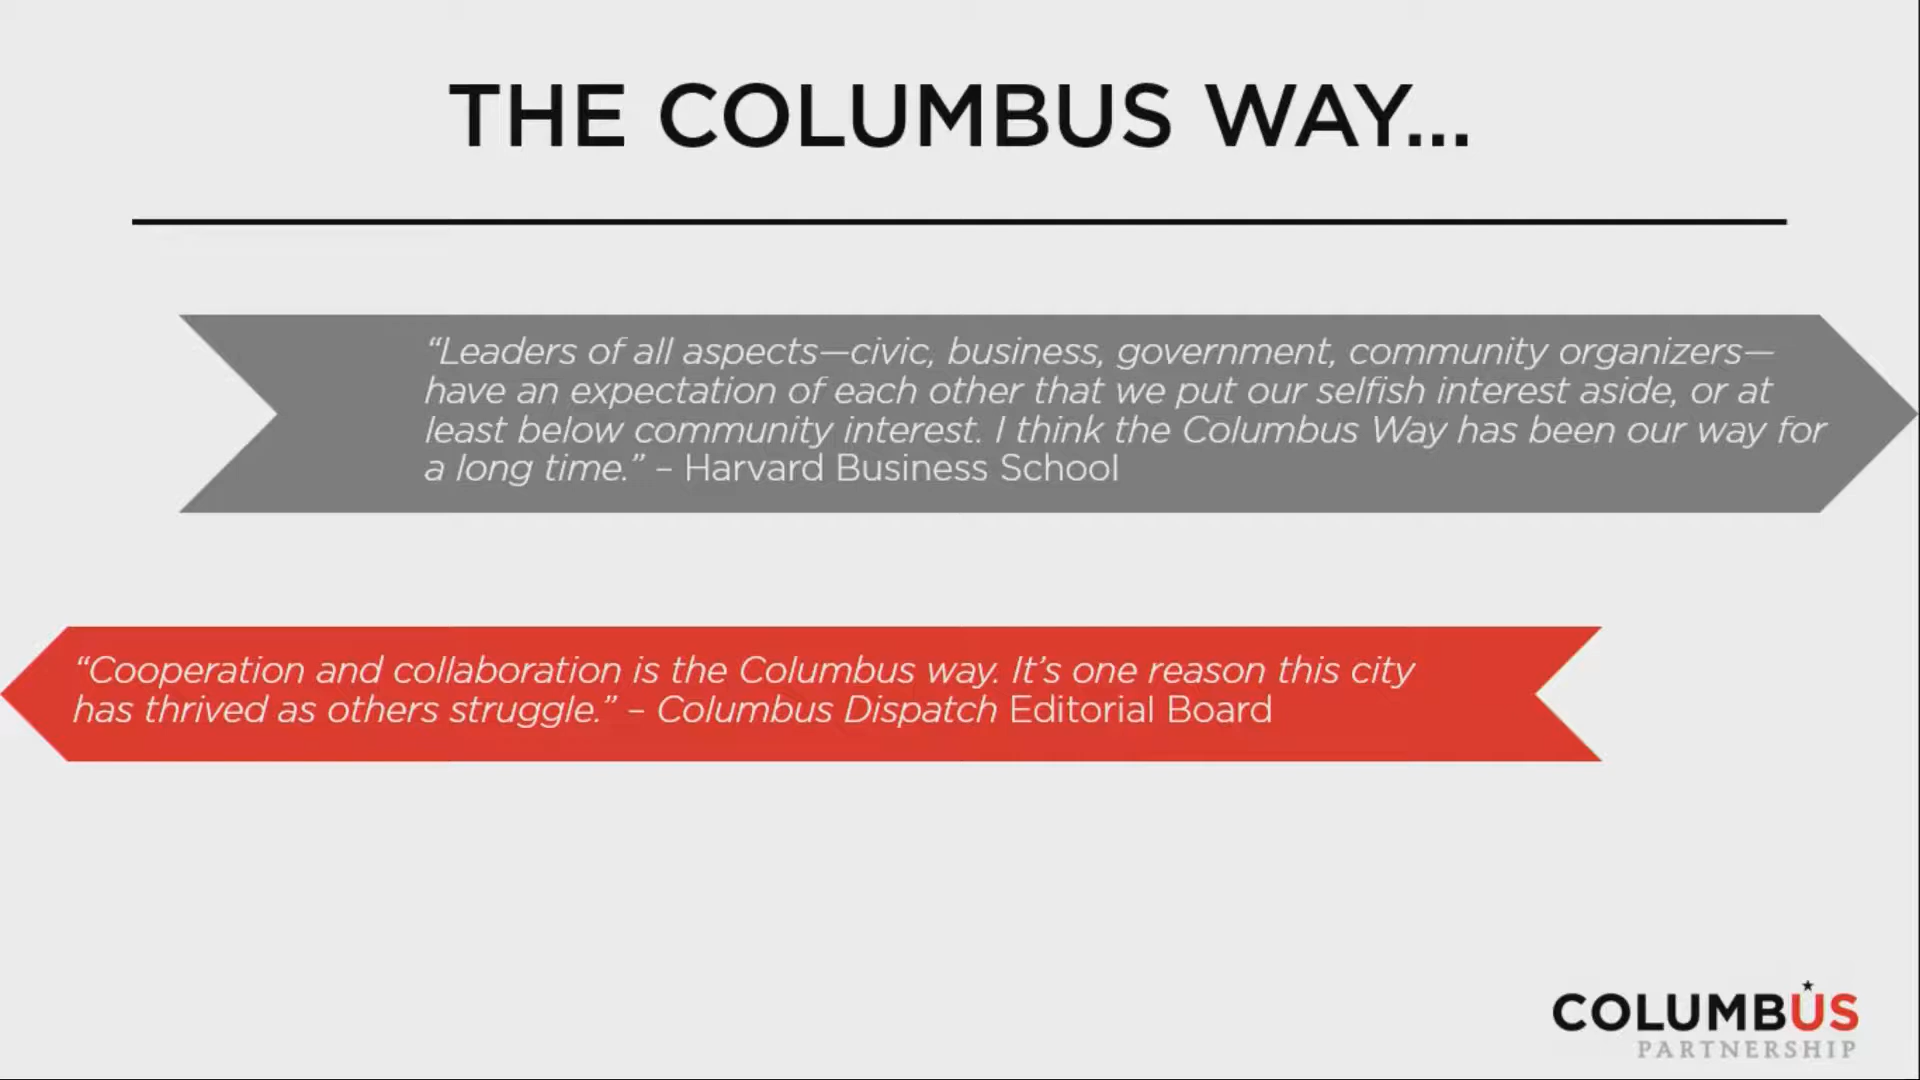 THE COLUMBUS WAY...
“Leaders of all aspects—civic, business, government, community organizers—
have an expectation of each other that we put our selfish interest aside, or at
least below community interest. I think the Columbus Way has been our way for
a long time.” – Harvard Business School
“Cooperation and collaboration is the Columbus way. It’s one reason this city
has thrived as others struggle.” – Columbus Dispatch Editorial Board
COLUMBUS
PARTNERSHIP